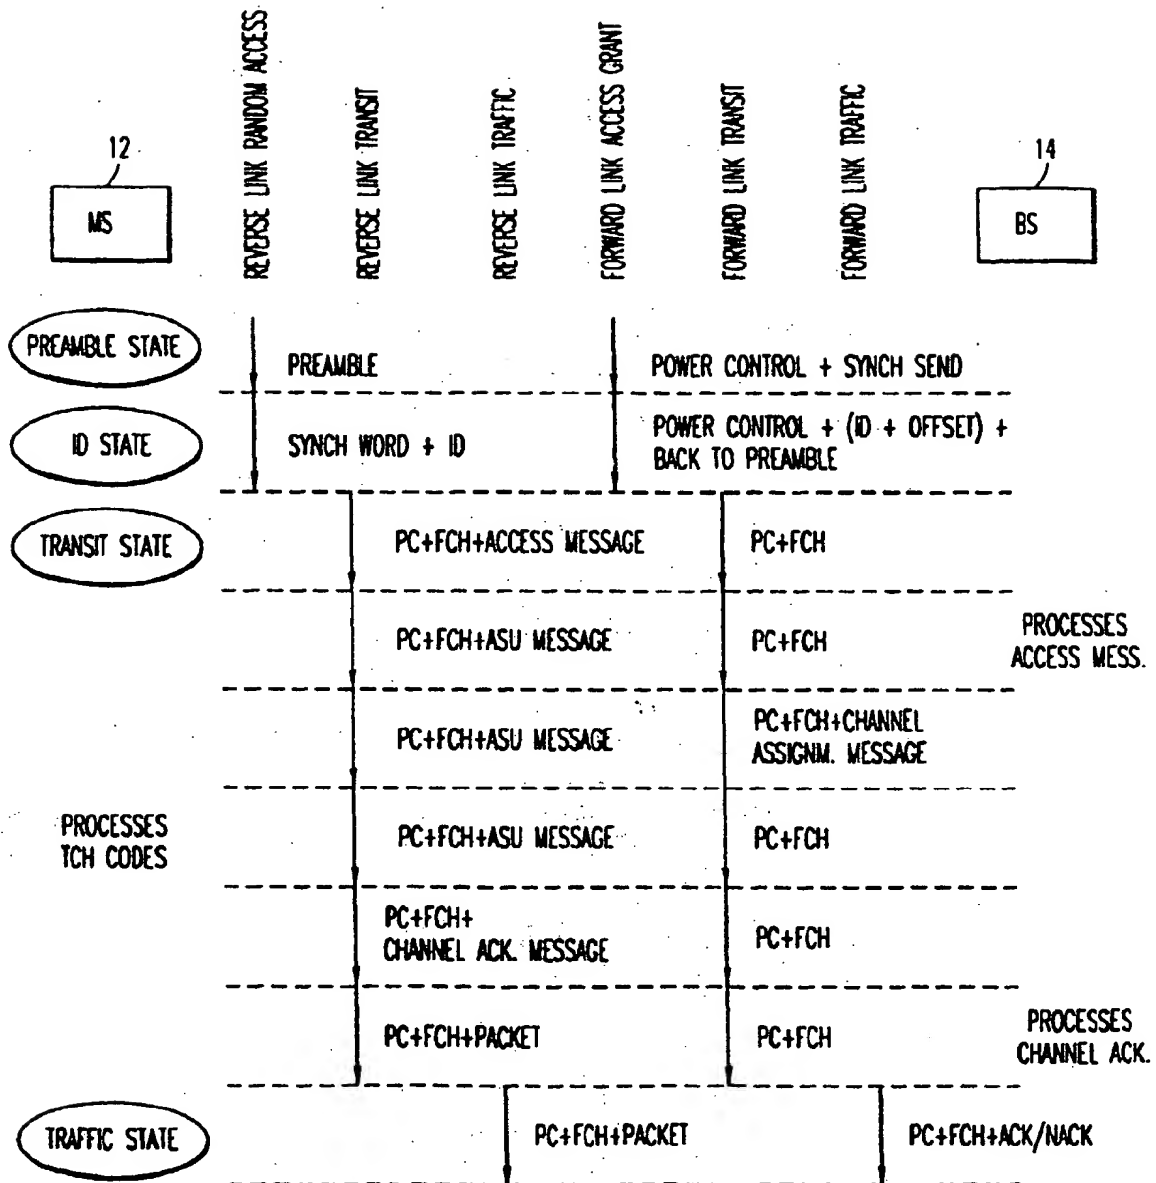 REVERSE LINK RANDOM ACCESS
REVERSE LINK TRANSIT
REVERSE LINK TRAFFIC
FORWARD LINK ACCESS GRANT
FORWARD LINK TRANSIT
FORWARD LINK TRAFFIC
12
MS
14
BS
PREAMBLE STATE
PREAMBLE
POWER CONTROL + SYNCH SEND
ID STATE
SYNCH WORD + ID
POWER CONTROL + (ID + OFFSET) +
BACK TO PREAMBLE
TRANSIT STATE
PC+FCH+ACCESS MESSAGE
PC+FCH
PC+FCH+ASU MESSAGE
PC+FCH
PROCESSES
ACCESS MESS.
PC+FCH+ASU MESSAGE
PC+FCH+CHANNEL
ASSIGNM. MESSAGE
PROCESSES
TCH CODES
PC+FCH+ASU MESSAGE
PC+FCH
PC+FCH+
CHANNEL ACK. MESSAGE
PC+FCH
PC+FCH+PACKET
PC+FCH
PROCESSES
CHANNEL ACK.
TRAFFIC STATE
PC+FCH+PACKET
PC+FCH+ACK/NACK